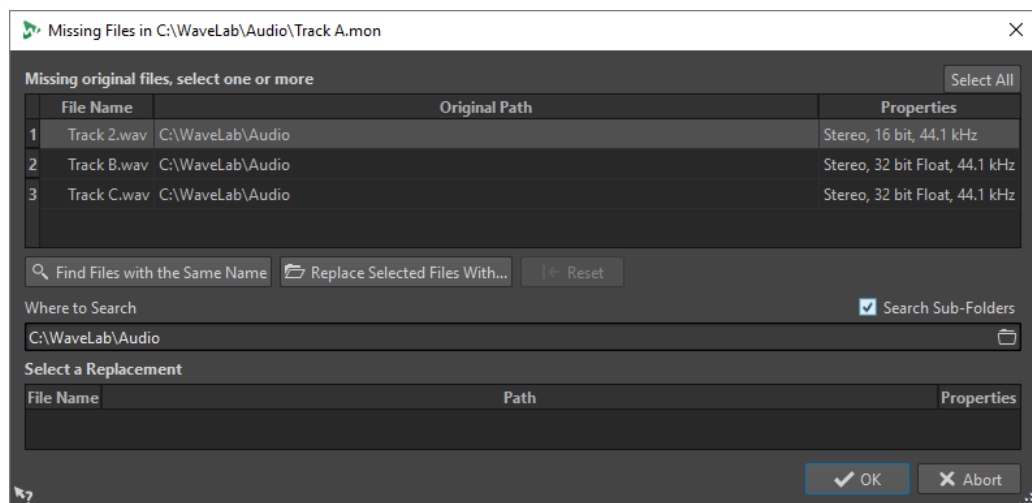 Missing Files in C:\WaveLab\Audio\Track A.mon
Missing original files, select one or more Select All
File Name Original Path Properties
1 Track 2.wav C:\WaveLab\Audio Stereo, 16 bit, 44.1 kHz
2 Track B.wav C:\WaveLab\Audio Stereo, 32 bit Float, 44.1 kHz
3 Track C.wav C:\WaveLab\Audio Stereo, 32 bit Float, 44.1 kHz
Find Files with the Same Name Replace Selected Files With... Reset
Where to Search Search Sub-Folders
C:\WaveLab\Audio
Select a Replacement
File Name Path Properties
OK Abort